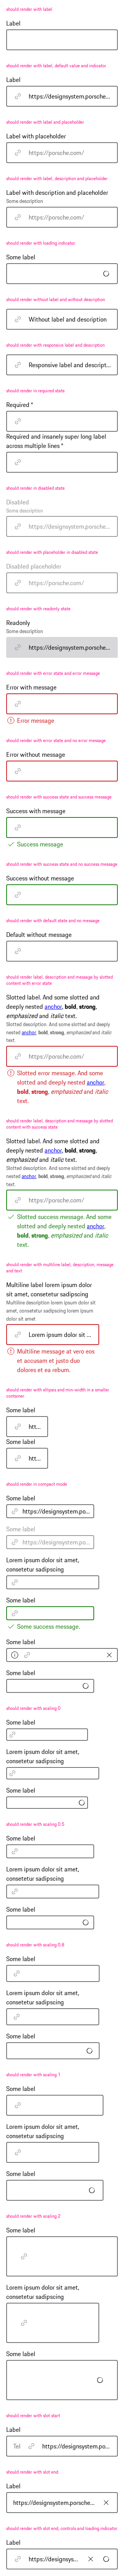 should render with label
Label
should render with label, default value and indicator
Label
https://designsystem.porsche....
should render with label and placeholder
Label with placeholder
https://porsche.com/
should render with label, description and placeholder
Label with description and placeholder
Some description
https://porsche.com/
should render with loading indicator
Some label
should render without label and without description
Without label and description
should render with responsive label and description
Responsive label and descript...
should render in required state
Required *
Required and insanely super long label
across multiple lines *
should render in disabled state
Disabled
Some description
https://designsystem.porsche....
should render with placeholder in disabled state
Disabled placeholder
https://porsche.com/
should render with readonly state
Readonly
Some description
https://designsystem.porsche....
should render with error state and error message
Error with message
Error message
should render with error state and no error message
Error without message
should render with success state and success message
Success with message
Success message
should render with success state and no success message
Success without message
should render with default state and no message
Default without message
should render label, description and message by slotted
content with error state
Slotted label. And some slotted and
deeply nested anchor, bold, strong,
emphasized and italic text.
Slotted description. And some slotted and deeply
nested anchor, bold, strong, emphasized and italic
text.
https://porsche.com/
Slotted error message. And some
slotted and deeply nested anchor,
bold, strong, emphasized and italic
text.
should render label, description and message by slotted
content with success state
Slotted label. And some slotted and
deeply nested anchor, bold, strong,
emphasized and italic text.
Slotted description. And some slotted and deeply
nested anchor, bold, strong, emphasized and italic
text.
https://porsche.com/
Slotted success message. And some
slotted and deeply nested anchor,
bold, strong, emphasized and italic
text.
should render with multiline label, description, message
and text
Multiline label lorem ipsum dolor
sit amet, consetetur sadipscing
Multiline description lorem ipsum dolor sit
amet, consetetur sadipscing lorem ipsum
dolor sit amet
Lorem ipsum dolor sit ...
Multiline message at vero eos
et accusam et justo duo
dolores et ea rebum.
should render with ellipsis and min-width in a smaller
container
Some label
htt...
Some label
htt...
should render in compact mode
Some label
https://designsystem.po...
Some label
https://designsystem.po...
Lorem ipsum dolor sit amet,
consetetur sadipscing
Some label
Some success message.
Some label
Some label
should render with scaling 0
Some label
Lorem ipsum dolor sit amet,
consetetur sadipscing
Some label
should render with scaling 0.5
Some label
Lorem ipsum dolor sit amet,
consetetur sadipscing
Some label
should render with scaling 0.8
Some label
Lorem ipsum dolor sit amet,
consetetur sadipscing
Some label
should render with scaling 1
Some label
Lorem ipsum dolor sit amet,
consetetur sadipscing
Some label
should render with scaling 2
Some label
Lorem ipsum dolor sit amet,
consetetur sadipscing
Some label
should render with slot start
Label
Tel https://designsystem.po...
should render with slot end
Label
https://designsystem.porsche....
should render with slot end, controls and loading indicator
Label
https://designsys...